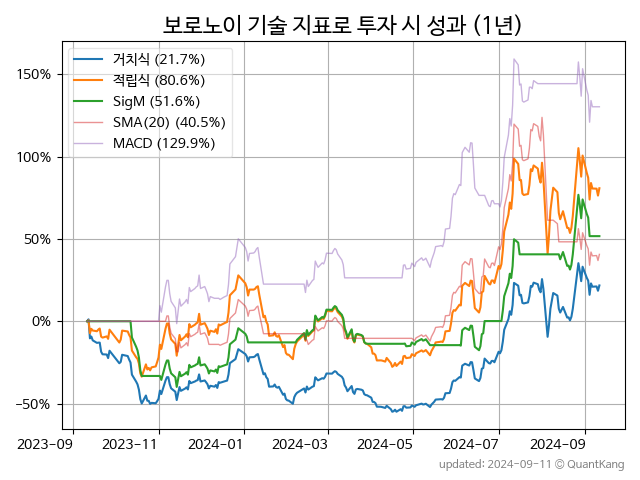 보로노이 기술 지표로 투자 시 성과 (1년)
거치식 (21.7%)
적립식 (80.6%)
SigM (51.6%)
SMA(20) (40.5%)
MACD (129.9%)
150%
100%
50%
0%
−50%
2023−09 2023−11 2024−01 2024−03 2024−05 2024−07 2024−09
updated: 2024−09−11 © QuantKang